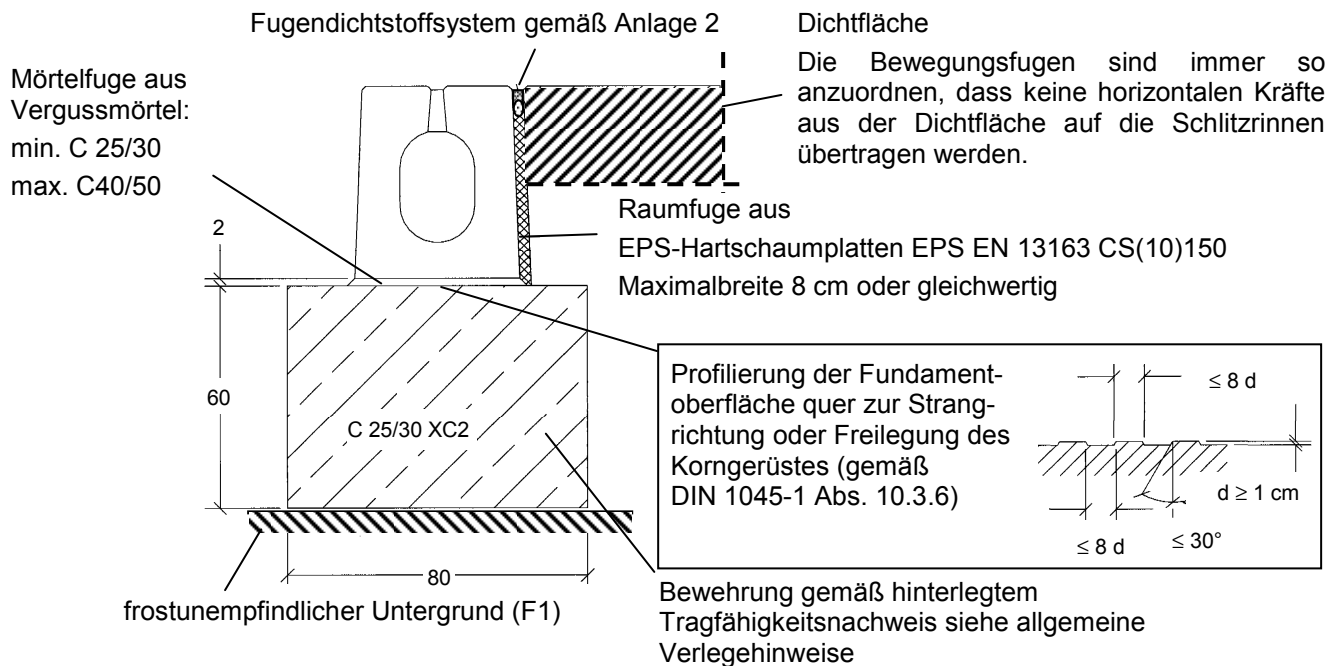 Fugendichtstoffsystem gemäß Anlage 2
Dichtfläche
Die Bewegungsfugen sind immer so
anzuordnen, dass keine horizontalen Kräfte
aus der Dichtfläche auf die Schlitzrinnen
übertragen werden.
Mörtelfuge aus
Vergussmörtel:
min. C 25/30
max. C40/50
2
Raumfuge aus
EPS-Hartschaumplatten EPS EN 13163 CS(10)150
Maximalbreite 8 cm oder gleichwertig
60
C 25/30 XC2
Profilierung der Fundament-
oberfläche quer zur Strang-
richtung oder Freilegung des
Korngerüstes (gemäß
DIN 1045-1 Abs. 10.3.6)
≤ 8 d
d ≥ 1 cm
≤ 8 d
≤ 30°
80
frostunempfindlicher Untergrund (F1)
Bewehrung gemäß hinterlegtem
Tragfähigkeitsnachweis siehe allgemeine
Verlegehinweise